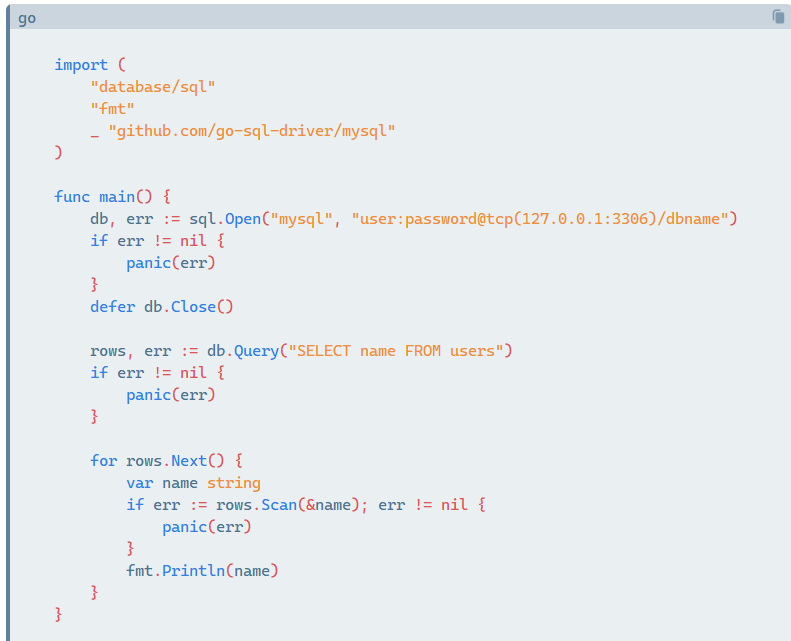 go
import (
    "database/sql"
    "fmt"
    _ "github.com/go-sql-driver/mysql"
)
func main() {
    db, err := sql.Open("mysql", "user:password@tcp(127.0.0.1:3306)/dbname")
    if err != nil {
        panic(err)
    }
    defer db.Close()
    rows, err := db.Query("SELECT name FROM users")
    if err != nil {
        panic(err)
    }
    for rows.Next() {
        var name string
        if err := rows.Scan(&name); err != nil {
            panic(err)
        }
        fmt.Println(name)
    }
}